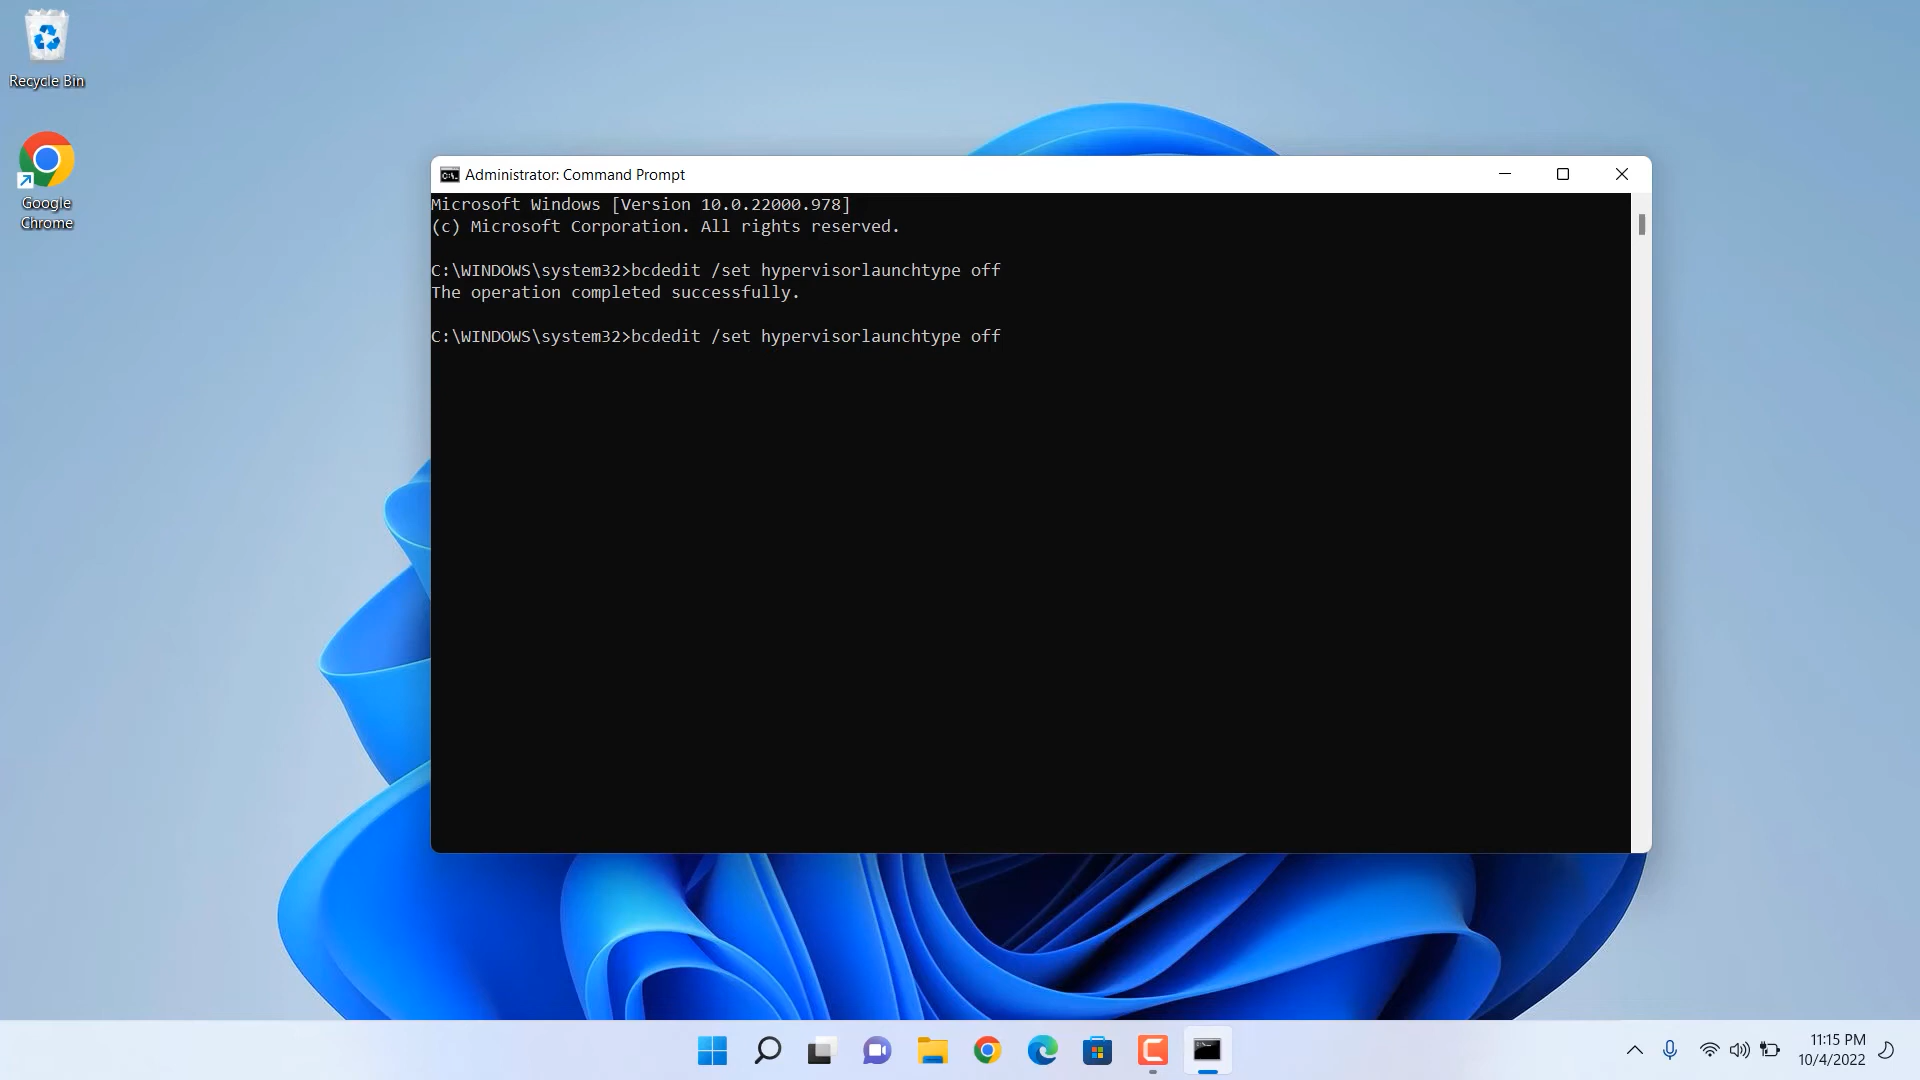 Recycle Bin
Google
Chrome
Administrator: Command Prompt
Microsoft Windows [Version 10.0.22000.978]
(c) Microsoft Corporation. All rights reserved.
C:\WINDOWS\system32>bcdedit /set hypervisorlaunchtype off
The operation completed successfully.
C:\WINDOWS\system32>bcdedit /set hypervisorlaunchtype off
11:15 PM
10/4/2022